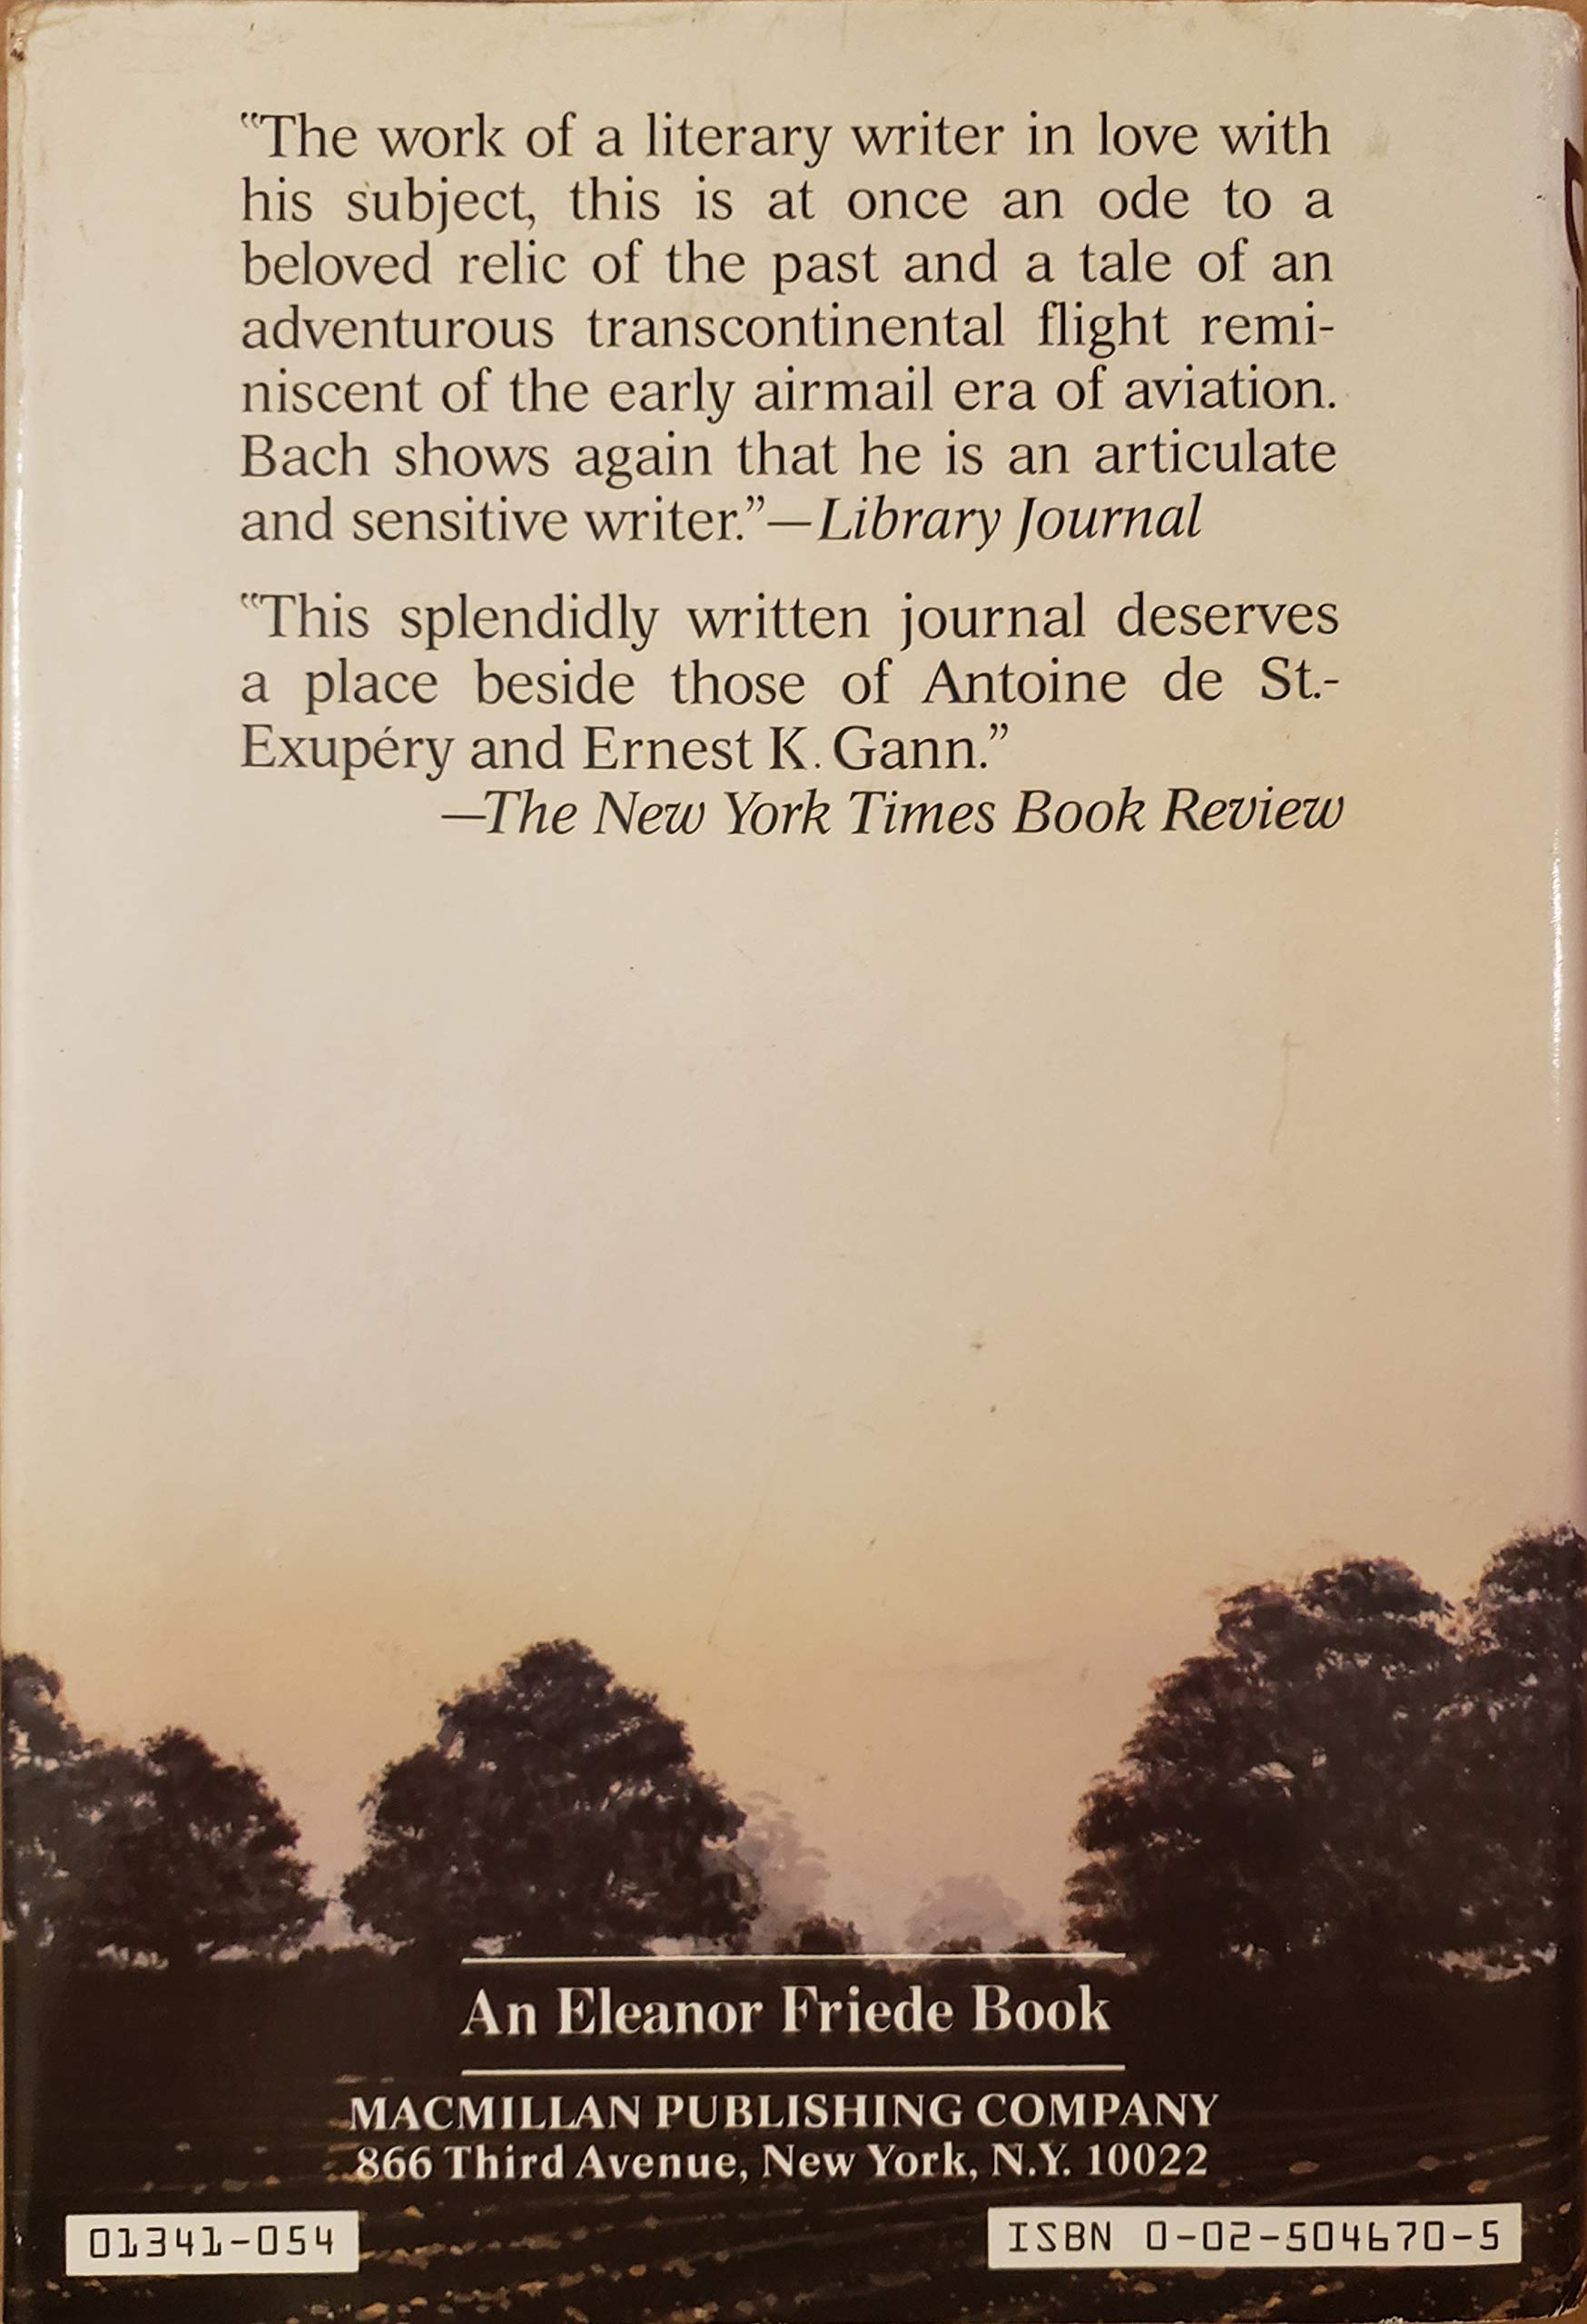 “The work of a literary writer in love with
his subject, this is at once an ode to a
beloved relic of the past and a tale of an
adventurous transcontinental flight remi-
niscent of the early airmail era of aviation.
Bach shows again that he is an articulate
and sensitive writer.”—Library Journal
“This splendidly written journal deserves
a place beside those of Antoine de St.-
Exupéry and Ernest K. Gann.”
—The New York Times Book Review
An Eleanor Friede Book
MACMILLAN PUBLISHING COMPANY
866 Third Avenue, New York, N.Y. 10022
01341-054
ISBN 0-02-504670-5